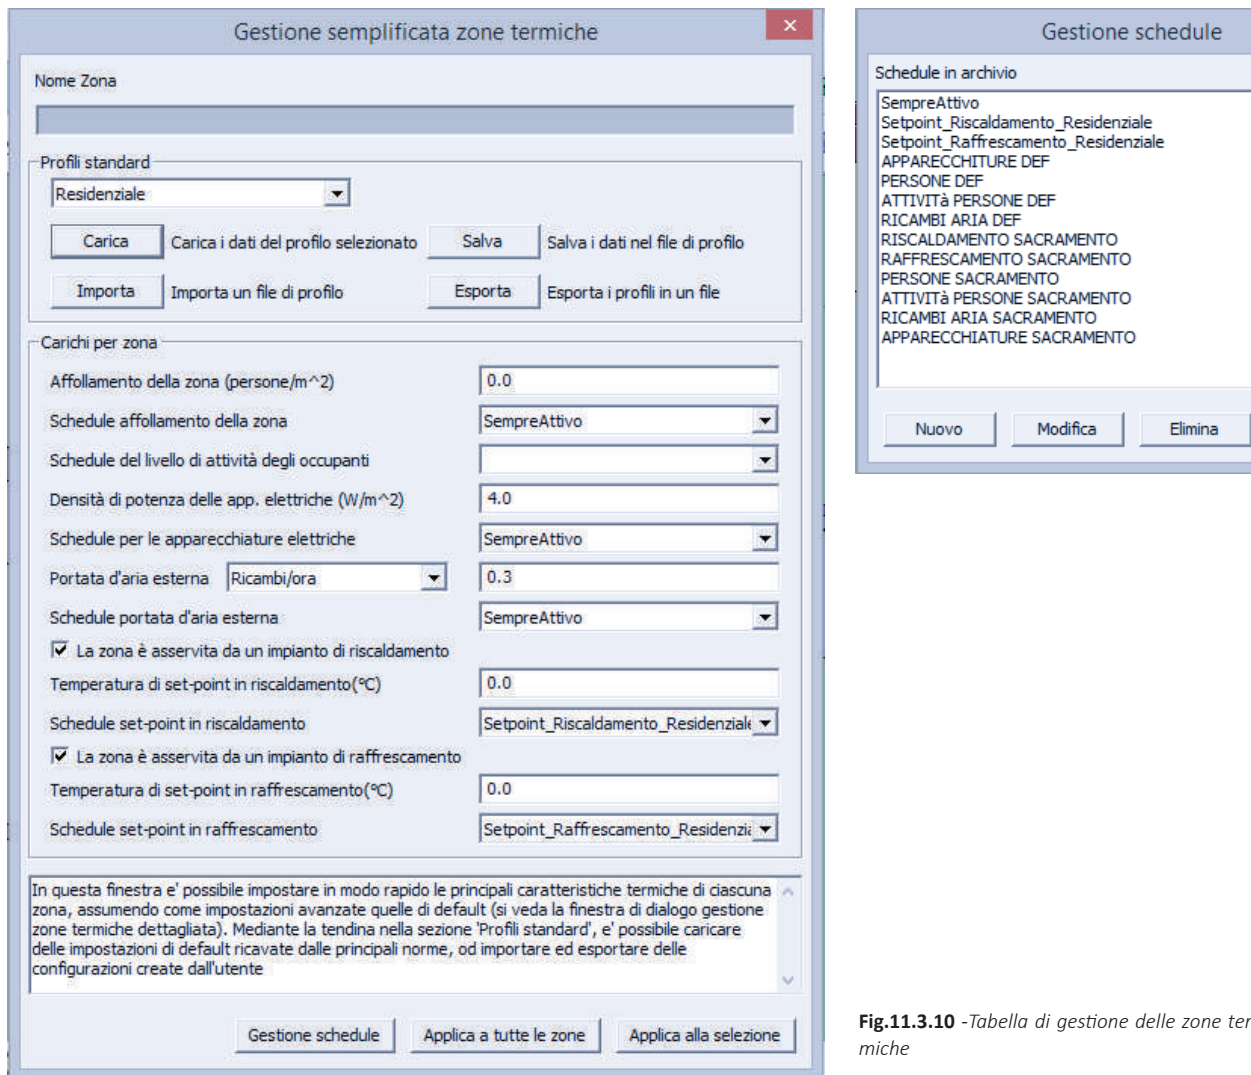 Gestione semplificata zone termiche
Nome Zona
Profili standard
Residenziale
Carica Carica i dati del profilo selezionato Salva Salva i dati nel file di profilo
Importa Importa un file di profilo Esporta Esporta i profili in un file
Carichi per zona
Affollamento della zona (persone/m^2) 0.0
Schedule affollamento della zona SempreAttivo
Schedule del livello di attività degli occupanti
Densità di potenza delle app. elettriche (W/m^2) 4.0
Schedule per le apparecchiature elettriche SempreAttivo
Portata d'aria esterna Ricambi/ora 0.3
Schedule portata d'aria esterna SempreAttivo
La zona è asservita da un impianto di riscaldamento
Temperatura di set-point in riscaldamento(°C) 0.0
Schedule set-point in riscaldamento Setpoint_Riscaldamento_Residenziale
La zona è asservita da un impianto di raffrescamento
Temperatura di set-point in raffrescamento(°C) 0.0
Schedule set-point in raffrescamento Setpoint_Raffrescamento_Residenzia
In questa finestra e' possibile impostare in modo rapido le principali caratteristiche termiche di ciascuna
zona, assumendo come impostazioni avanzate quelle di default (si veda la finestra di dialogo gestione
zone termiche dettagliata). Mediante la tendina nella sezione 'Profili standard', e' possibile caricare
delle impostazioni di default ricavate dalle principali norme, od importare ed esportare delle
configurazioni create dall'utente
Gestione schedule Applica a tutte le zone Applica alla selezione
Gestione schedule
Schedule in archivio
SempreAttivo
Setpoint_Riscaldamento_Residenziale
Setpoint_Raffrescamento_Residenziale
APPARECCHITURE DEF
PERSONE DEF
ATTIVITà PERSONE DEF
RICAMBI ARIA DEF
RISCALDAMENTO SACRAMENTO
RAFFRESCAMENTO SACRAMENTO
PERSONE SACRAMENTO
ATTIVITà PERSONE SACRAMENTO
RICAMBI ARIA SACRAMENTO
APPARECCHIATURE SACRAMENTO
Nuovo Modifica Elimina
Fig.11.3.10 -Tabella di gestione delle zone ter
miche